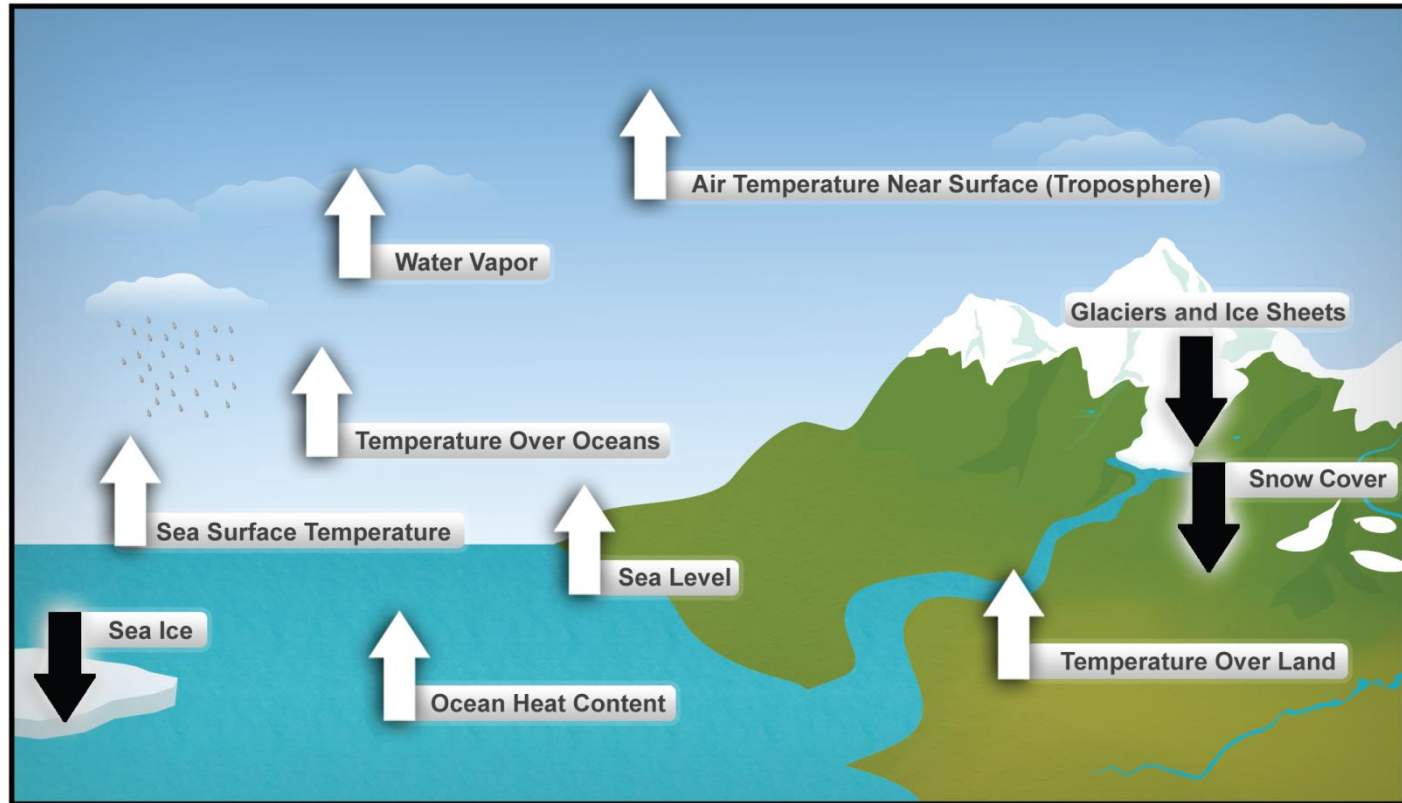 Air Temperature Near Surface (Troposphere)
Water Vapor
Glaciers and Ice Sheets
Temperature Over Oceans
Snow Cover
Sea Surface Temperature
Sea Level
Sea Ice
Temperature Over Land
Ocean Heat Content